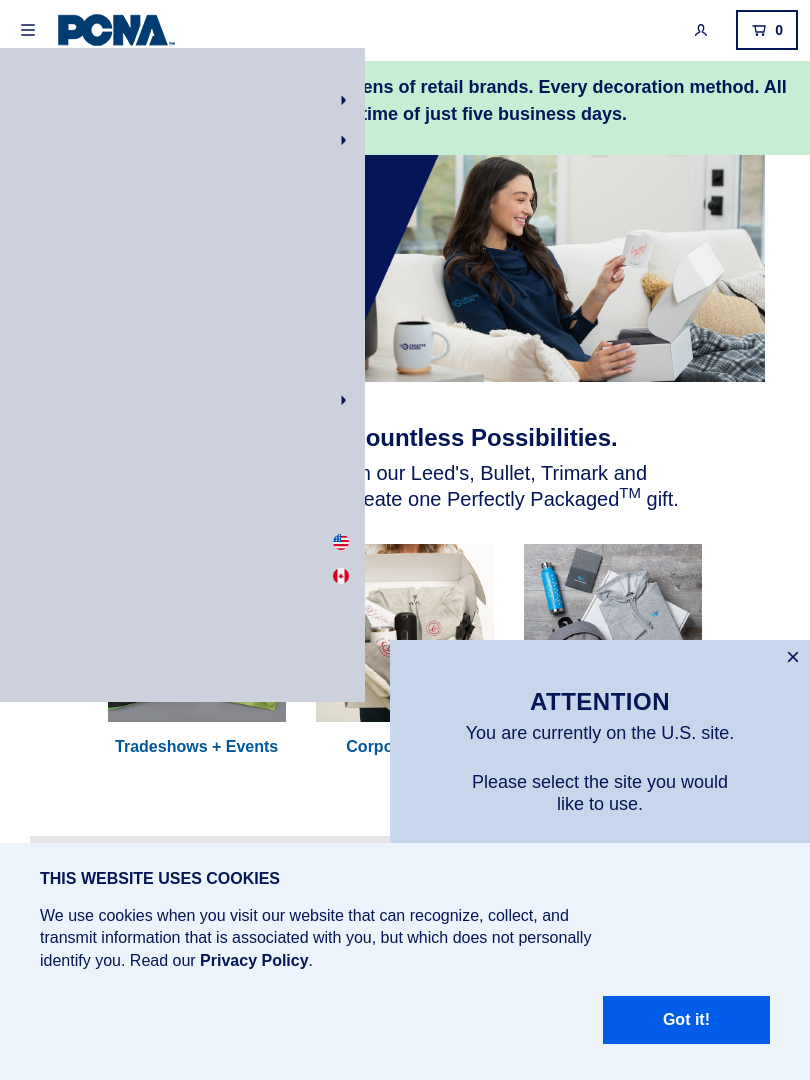 PCNA
0
ens of retail brands. Every decoration method. All
time of just five business days.
ountless Possibilities.
our Leed's, Bullet, Trimark and
eate one Perfectly Packaged™ gift.
Tradeshows + Events
Corpo
ATTENTION
You are currently on the U.S. site.
Please select the site you would
like to use.
THIS WEBSITE USES COOKIES
We use cookies when you visit our website that can recognize, collect, and
transmit information that is associated with you, but which does not personally
identify you. Read our Privacy Policy.
Got it!